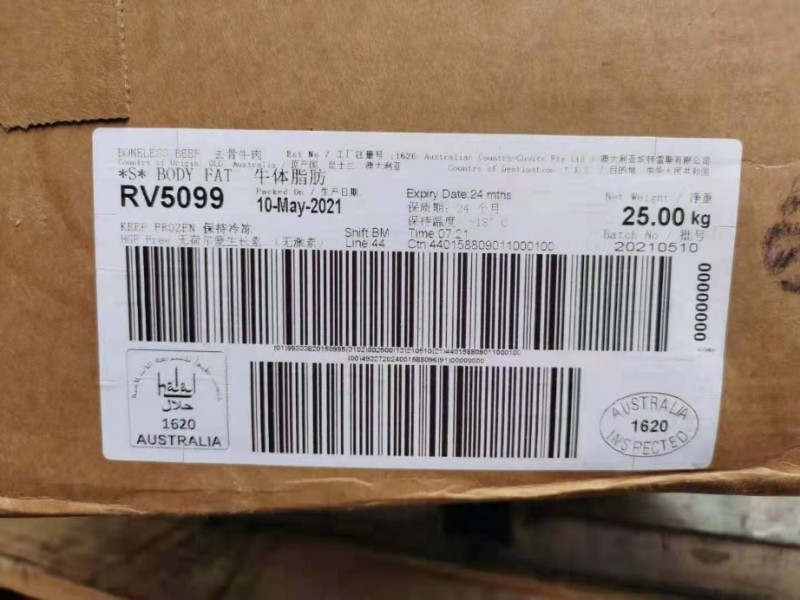 BONELESS BEEF 去骨牛肉 Est No / 工厂注册号 :1620 Australian Country Choice Pty Ltd /
Country of Origin: QLD, Australia / 原产国: 昆士兰 澳大利亚 Country of Destination: P R C 目的地: 中华人民共和国
*S* BODY FAT 牛体脂肪
RV5099 Packed On / 生产日期 10-May-2021
Expiry Date:24 mths
保质期: 24 个月
保持温度: -18° C
Net Weight / 净重
25.00 kg
KEEP FROZEN 保持冷冻 Shift:BM Time 07:21 Batch No / 批号
HGP Free 无荷尔蒙生长素 (无激素) Line 44 Ctn 440158809011000100 20210510
00000000
halal
حلال
1620
AUSTRALIA
AUSTRALIA
1620
INSPECTED